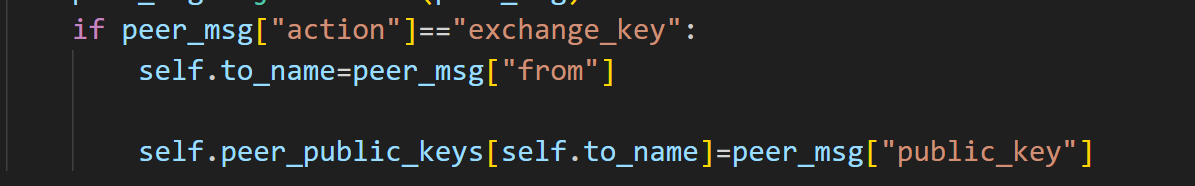 if peer_msg["action"]=="exchange_key":
self.to_name=peer_msg["from"]
self.peer_public_keys[self.to_name]=peer_msg["public_key"]